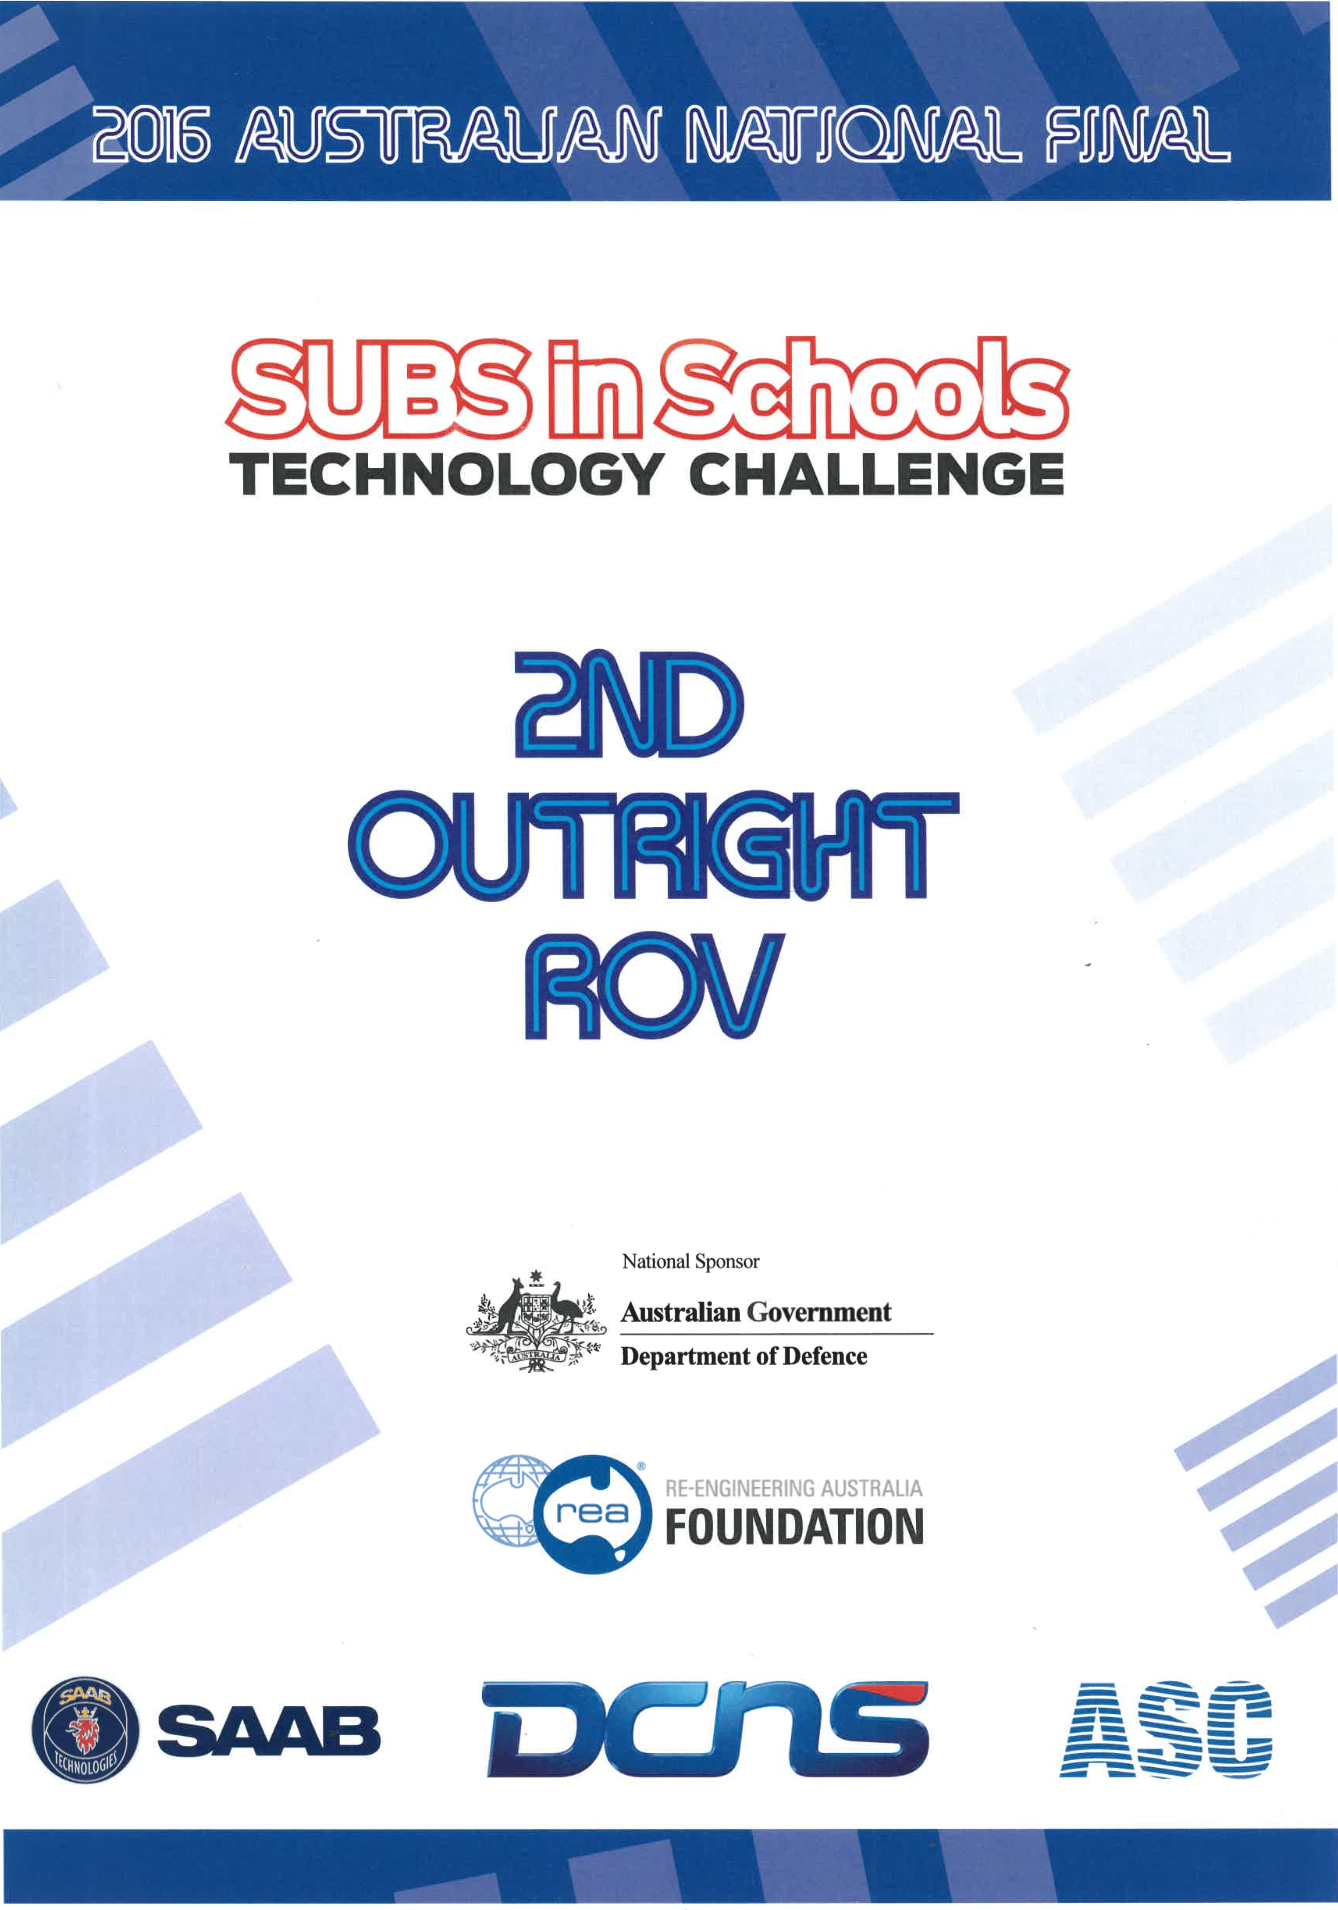 2016 AUSTRALIAN NATIONAL FINAL
SUBS in Schools
TECHNOLOGY CHALLENGE
2ND
OUTRIGHT
ROV
National Sponsor
Australian Government
Department of Defence
AUSTRALIA
rea
®
RE-ENGINEERING AUSTRALIA
FOUNDATION
SAAB
TECHNOLOGIES
SAAB
DCNS
ASC